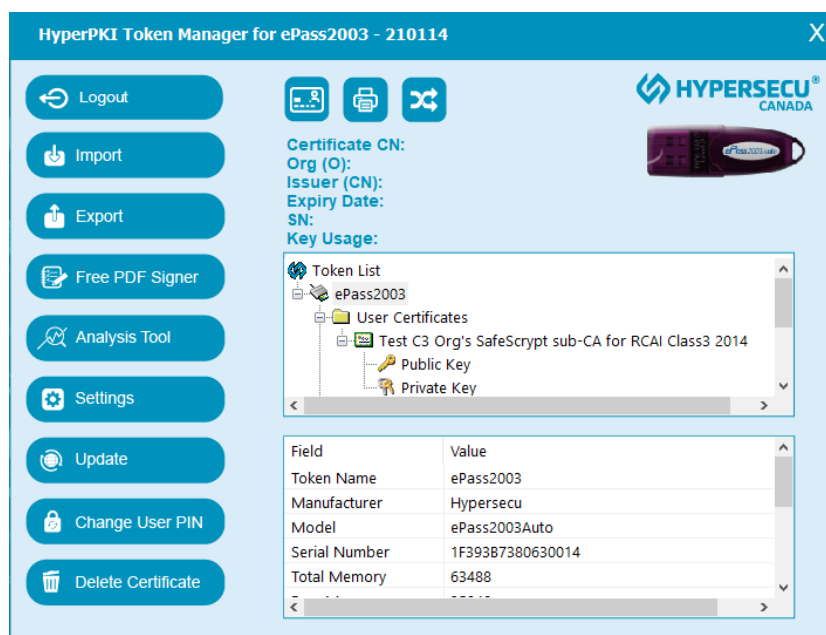 HyperPKI Token Manager for ePass2003 - 210114
X
Logout
Import
Export
Free PDF Signer
Analysis Tool
Settings
Update
Change User PIN
Delete Certificate
HYPERSECU®
CANADA
ePass2003Auto
Certificate CN:
Org (O):
Issuer (CN):
Expiry Date:
SN:
Key Usage:
Token List
ePass2003
User Certificates
Test C3 Org's SafeScrypt sub-CA for RCAI Class3 2014
Public Key
Private Key
Field Value
Token Name ePass2003
Manufacturer Hypersecu
Model ePass2003Auto
Serial Number 1F393B7380630014
Total Memory 63488